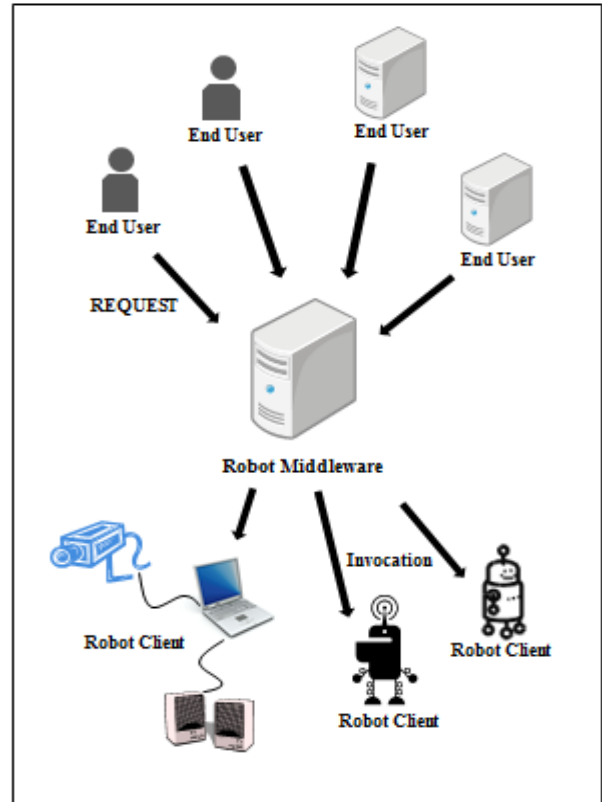 End User
End User
End User
End User
REQUEST
Robot Middleware
Invocation
Robot Client
Robot Client
Robot Client